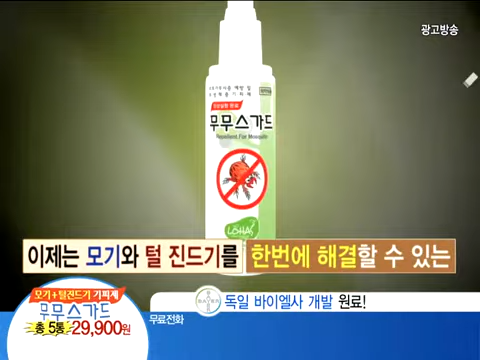 광고방송
무무스가드
Repellent For Mosquito
LOHAS
이제는 모기와 털 진드기를 한번에 해결할 수 있는
모기+털진드기 기피제
무무스가드
총 5통 29,900원
독일 바이엘사 개발 원료!
무료전화